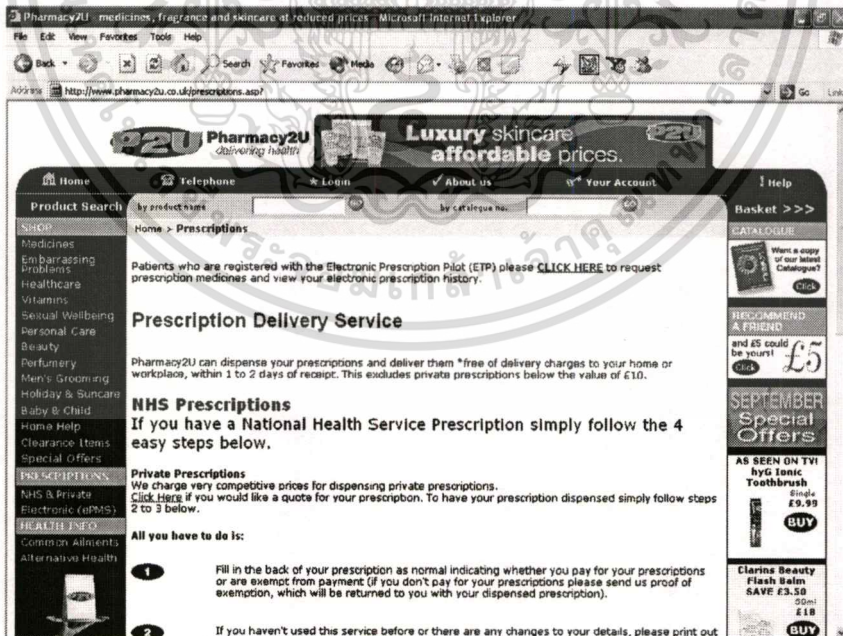 Pharmacy2U - medicines, fragrance and skincare at reduced prices - Microsoft Internet Explorer
File Edit View Favorites Tools Help
Back Search Favorites Media
Address http://www.pharmacy2u.co.uk/prescriptions.asp? Go Links
P2U Pharmacy2U
delivering health
Luxury skincare
affordable prices.
P2U
Home Telephone Login About us Your Account Help
Product Search by product name by catalogue no. Basket >>>
SHOP
Medicines
Embarrassing
Problems
Healthcare
Vitamins
Sexual Wellbeing
Personal Care
Beauty
Perfumery
Men's Grooming
Holiday & Suncare
Baby & Child
Home Help
Clearance Items
Special Offers
PRESCRIPTIONS
NHS & Private
Electronic (ePMS)
HEALTH INFO
Common Ailments
Alternative Health
Home > Prescriptions
Patients who are registered with the Electronic Prescription Pilot (ETP) please CLICK HERE to request
prescription medicines and view your electronic prescription history.
Prescription Delivery Service
Pharmacy2U can dispense your prescriptions and deliver them *free of delivery charges to your home or
workplace, within 1 to 2 days of receipt. This excludes private prescriptions below the value of £10.
NHS Prescriptions
If you have a National Health Service Prescription simply follow the 4
easy steps below.
Private Prescriptions
We charge very competitive prices for dispensing private prescriptions.
Click Here if you would like a quote for your prescription. To have your prescription dispensed simply follow steps
2 to 3 below.
All you have to do is:
1 Fill in the back of your prescription as normal indicating whether you pay for your prescriptions
or are exempt from payment (if you don't pay for your prescriptions please send us proof of
exemption, which will be returned to you with your dispensed prescription).
2 If you haven't used this service before or there are any changes to your details, please print out
CATALOGUE
Want a copy
of our latest
Catalogue?
Click
RECOMMEND
A FRIEND
and £5 could
be yours!
Click £5
SEPTEMBER
Special
Offers
AS SEEN ON TV!
hyG Ionic
Toothbrush
Single
£9.99
BUY
Clarins Beauty
Flash Balm
SAVE £3.50
50ml
£18
BUY